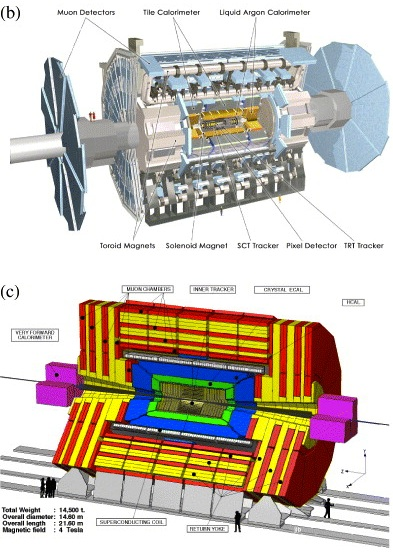 (b)
Muon Detectors
Tile Calorimeter
Liquid Argon Calorimeter
Toroid Magnets
Solenoid Magnet
SCT Tracker
Pixel Detector
TRT Tracker
(c)
MUON CHAMBERS
INNER TRACKER
CRYSTAL ECAL
HCAL
VERY FORWARD
CALORIMETER
Y
X
Z
Total Weight : 14,500 t.
Overall diameter : 14.60 m
Overall length : 21.60 m
Magnetic field : 4 Tesla
SUPERCONDUCTING COIL
RETURN YOKE